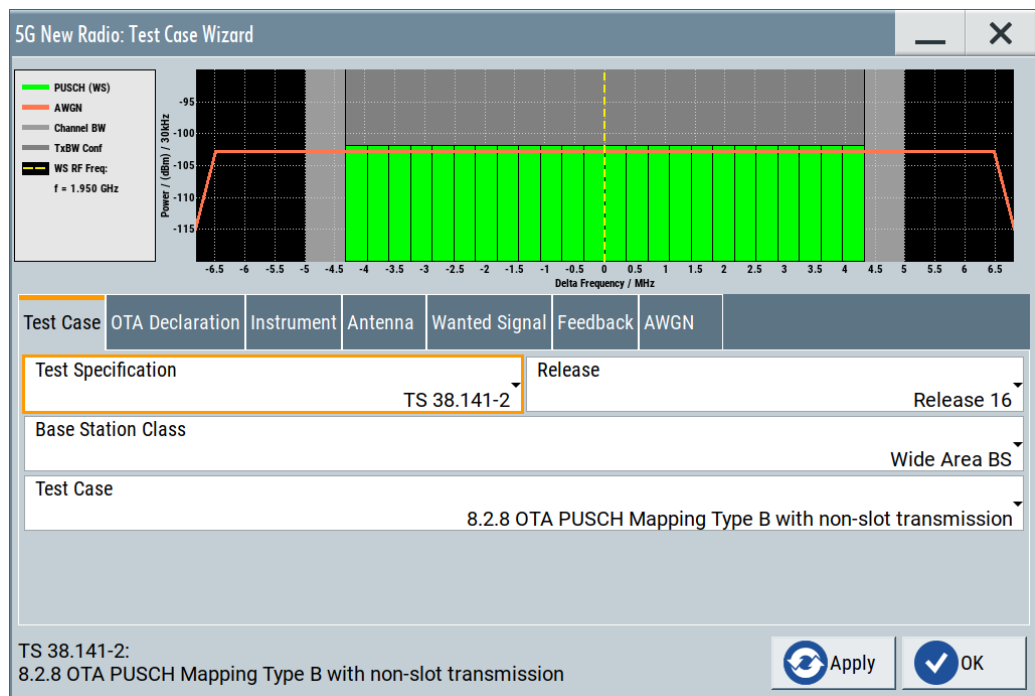 5G New Radio: Test Case Wizard
PUSCH (WS)
AWGN
Channel BW
TxBW Conf
WS RF Freq:
f = 1.950 GHz
Power / (dBm) / 30kHz
-95
-100
-105
-110
-115
-6.5 -6 -5.5 -5 -4.5 -4 -3.5 -3 -2.5 -2 -1.5 -1 -0.5 0 0.5 1 1.5 2 2.5 3 3.5 4 4.5 5 5.5 6 6.5
Delta Frequency / MHz
Test Case OTA Declaration Instrument Antenna Wanted Signal Feedback AWGN
Test Specification
TS 38.141-2
Release
Release 16
Base Station Class
Wide Area BS
Test Case
8.2.8 OTA PUSCH Mapping Type B with non-slot transmission
TS 38.141-2:
8.2.8 OTA PUSCH Mapping Type B with non-slot transmission
Apply
OK